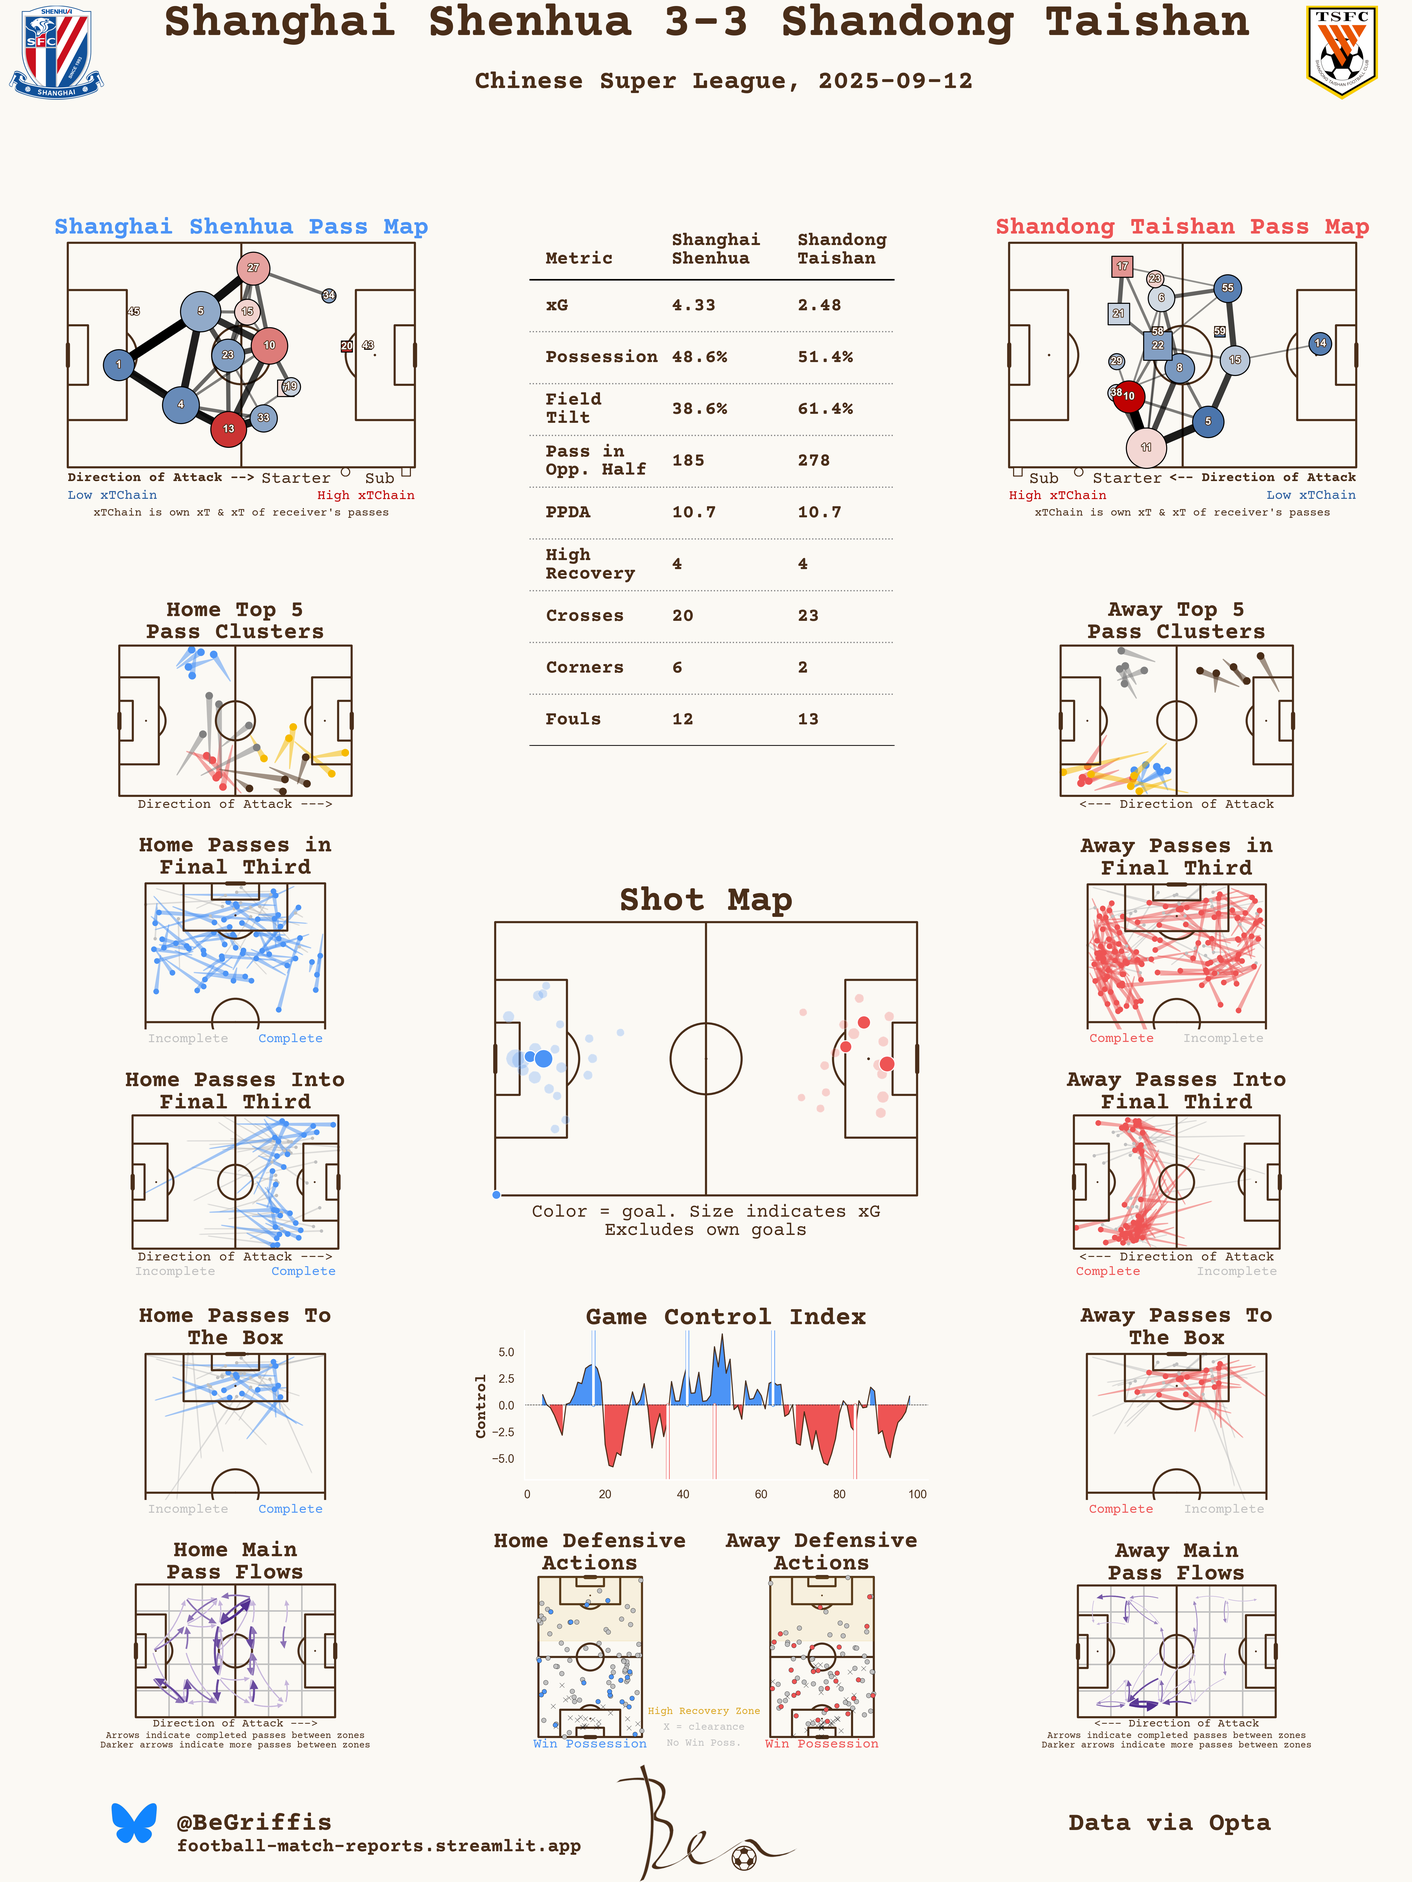 Shanghai Shenhua 3-3 Shandong Taishan
Chinese Super League, 2025-09-12
SHENHUA
SFC
SINCE 1993
SHANGHAI
TSFC
Shanghai Shenhua Pass Map
27
34
45
5
15
10
20
43
23
1
19
4
33
13
Direction of Attack --> Starter Sub
Low xTChain High xTChain
xTChain is own xT & xT of receiver's passes
Metric Shanghai Shenhua Shandong Taishan
xG 4.33 2.48
Possession 48.6% 51.4%
Field Tilt 38.6% 61.4%
Pass in Opp. Half 185 278
PPDA 10.7 10.7
High Recovery 4 4
Crosses 20 23
Corners 6 2
Fouls 12 13
Shandong Taishan Pass Map
17
23
6
55
21
58
59
22
14
29
8
15
38
10
5
11
Sub Starter <-- Direction of Attack
High xTChain Low xTChain
xTChain is own xT & xT of receiver's passes
Home Top 5
Pass Clusters
Direction of Attack --->
Away Top 5
Pass Clusters
<--- Direction of Attack
Home Passes in
Final Third
Incomplete Complete
Away Passes in
Final Third
Complete Incomplete
Shot Map
Color = goal. Size indicates xG
Excludes own goals
Home Passes Into
Final Third
Direction of Attack --->
Incomplete Complete
Away Passes Into
Final Third
<--- Direction of Attack
Complete Incomplete
Home Passes To
The Box
Incomplete Complete
Game Control Index
Control
5.0
2.5
0.0
−2.5
−5.0
0 20 40 60 80 100
Away Passes To
The Box
Complete Incomplete
Home Main
Pass Flows
Direction of Attack --->
Arrows indicate completed passes between zones
Darker arrows indicate more passes between zones
Home Defensive
Actions
Win Possession
High Recovery Zone
X = clearance
No Win Poss.
Away Defensive
Actions
Win Possession
Away Main
Pass Flows
<--- Direction of Attack
Arrows indicate completed passes between zones
Darker arrows indicate more passes between zones
@BeGriffis
football-match-reports.streamlit.app
Ben
Data via Opta